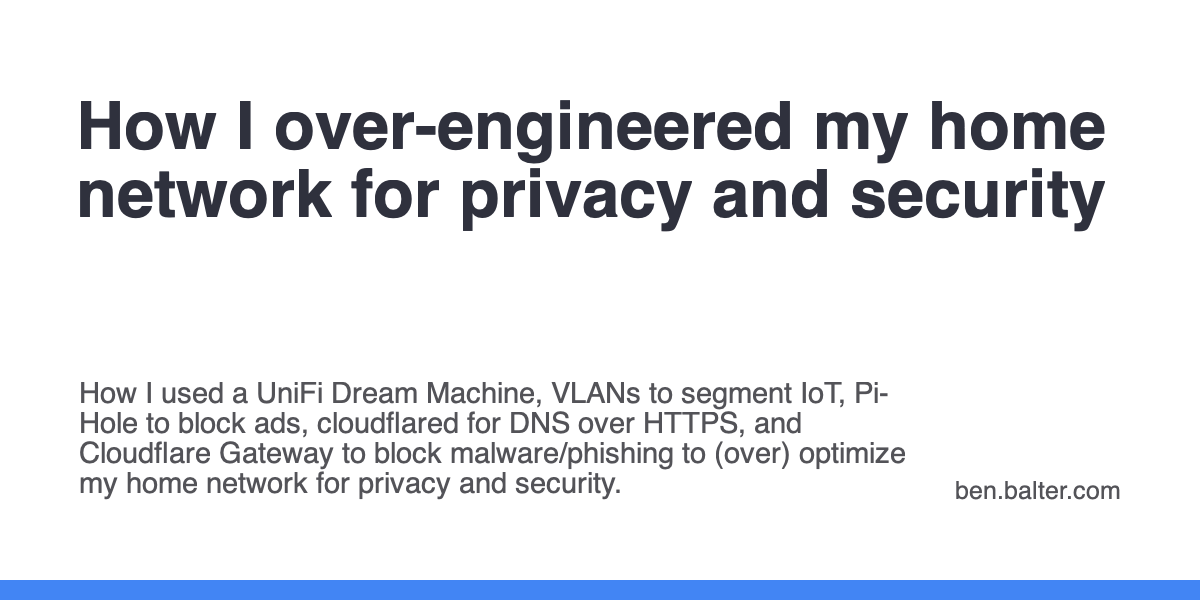 How I over-engineered my home
network for privacy and security
How I used a UniFi Dream Machine, VLANs to segment IoT, Pi-
Hole to block ads, cloudflared for DNS over HTTPS, and
Cloudflare Gateway to block malware/phishing to (over) optimize
my home network for privacy and security.
ben.balter.com